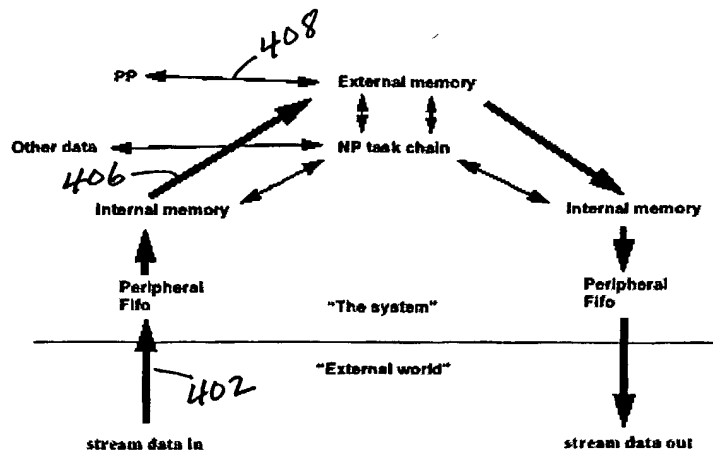 408
PP
External memory
Other data
NP task chain
406
Internal memory
Internal memory
Peripheral
Fifo
Peripheral
Fifo
"The system"
"External world"
402
stream data in
stream data out